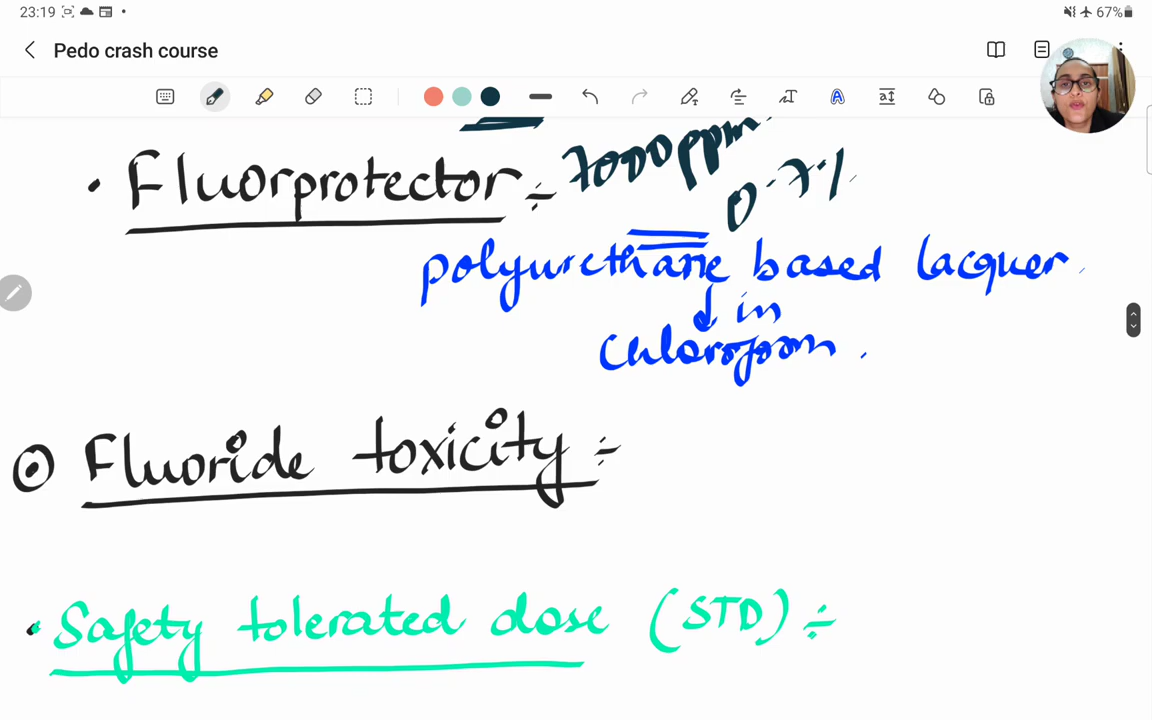 23:19 67%
Pedo crash course
• Fluorprotector ÷ 7000ppm.
0.7%
polyurethane based lacquer.
↓ in
Chloroform.
⊙ Fluoride toxicity ÷
• Safety tolerated dose (STD) ÷